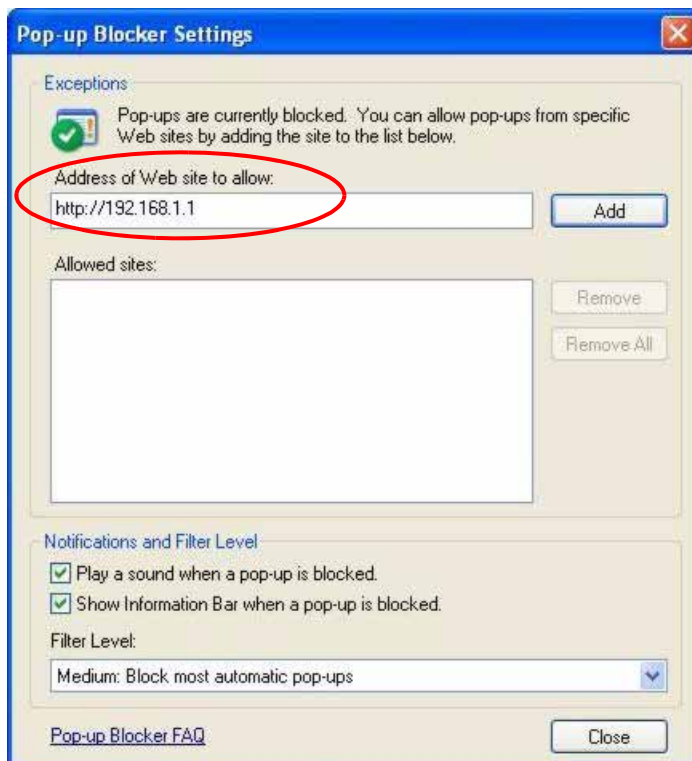 Pop-up Blocker Settings
Exceptions
Pop-ups are currently blocked. You can allow pop-ups from specific
Web sites by adding the site to the list below.
Address of Web site to allow:
http://192.168.1.1
Add
Allowed sites:
Remove
Remove All
Notifications and Filter Level
Play a sound when a pop-up is blocked.
Show Information Bar when a pop-up is blocked.
Filter Level:
Medium: Block most automatic pop-ups
Pop-up Blocker FAQ
Close